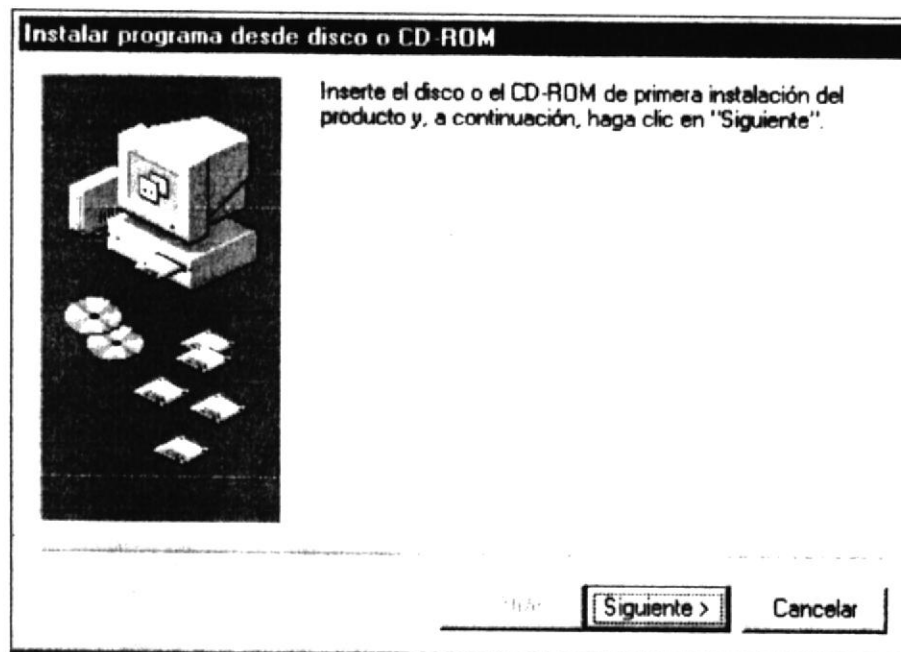 Instalar programa desde disco o CD-ROM
Inserte el disco o el CD-ROM de primera instalación del
producto y, a continuación, haga clic en "Siguiente".
Siguiente >
Cancelar